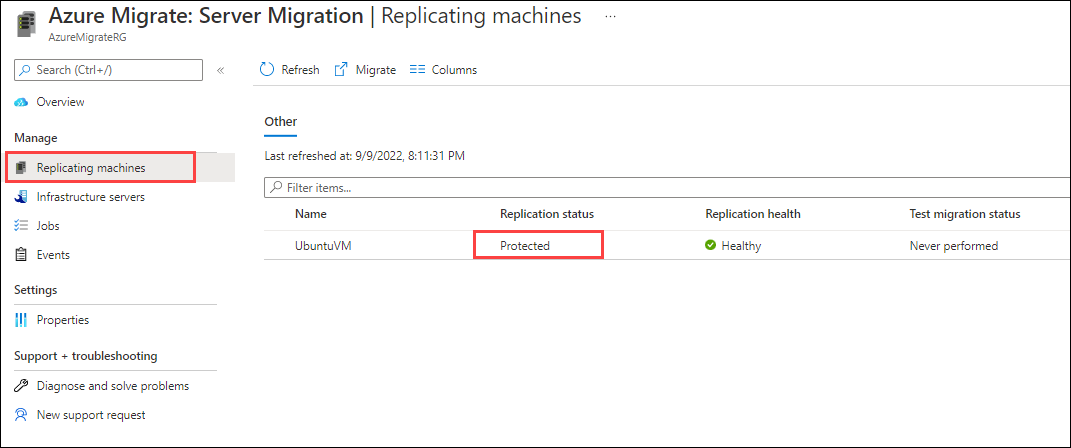 Azure Migrate: Server Migration | Replicating machines ...
AzureMigrateRG
Search (Ctrl+/) «
Refresh Migrate Columns
Overview
Manage
Replicating machines
Infrastructure servers
Jobs
Events
Settings
Properties
Support + troubleshooting
Diagnose and solve problems
New support request
Other
Last refreshed at: 9/9/2022, 8:11:31 PM
Filter items...
Name Replication status Replication health Test migration status
UbuntuVM Protected Healthy Never performed